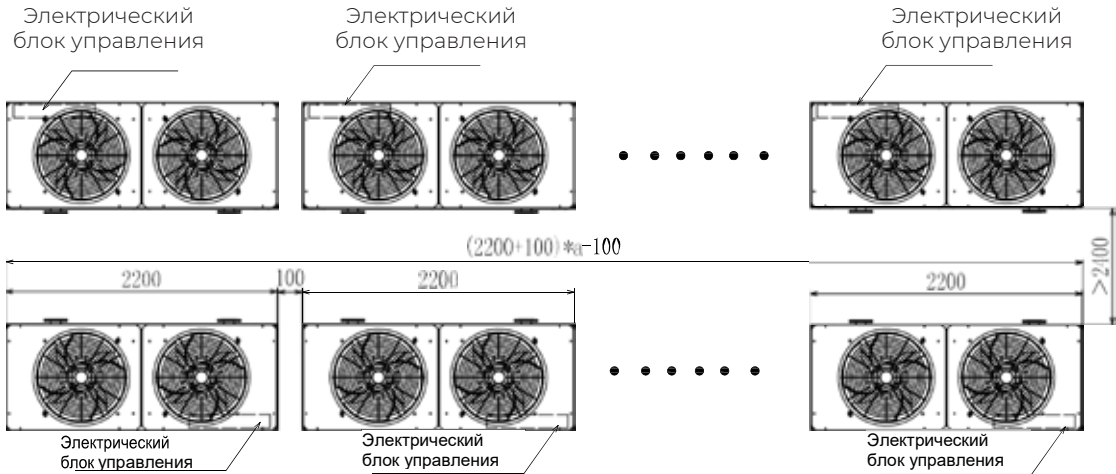 Электрический
блок управления
Электрический
блок управления
Электрический
блок управления
(2200+100)*a-100
>2400
2200
100
2200
2200
Электрический
блок управления
Электрический
блок управления
Электрический
блок управления